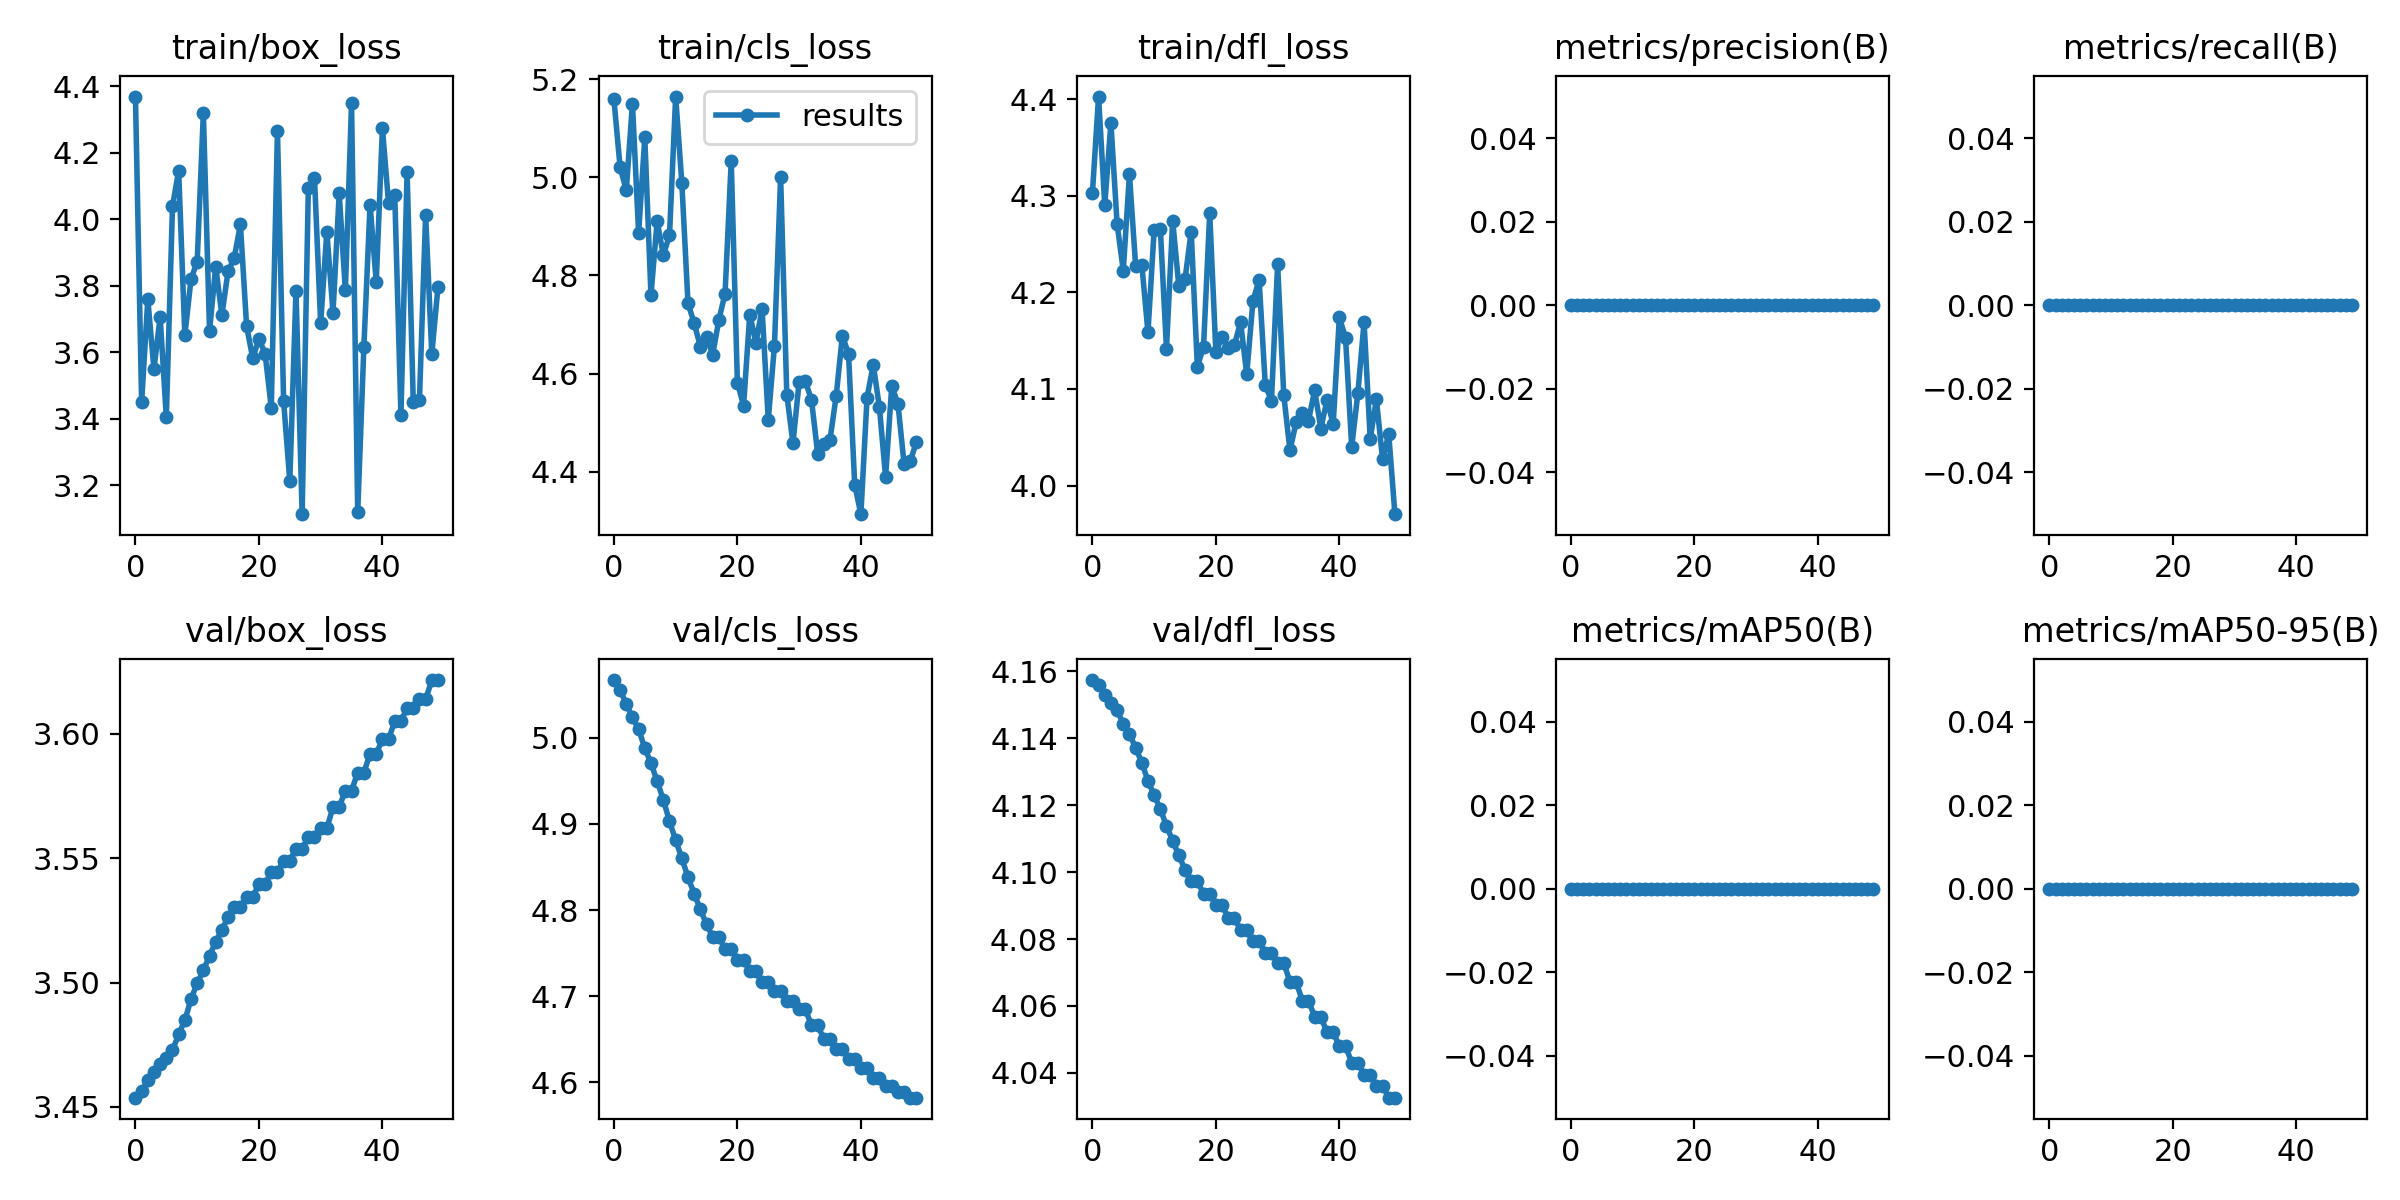 train/box_loss
4.4
4.2
4.0
3.8
3.6
3.4
3.2
0 20 40
train/cls_loss
results
5.2
5.0
4.8
4.6
4.4
0 20 40
train/dfl_loss
4.4
4.3
4.2
4.1
4.0
0 20 40
metrics/precision(B)
0.04
0.02
0.00
−0.02
−0.04
0 20 40
metrics/recall(B)
0.04
0.02
0.00
−0.02
−0.04
0 20 40
val/box_loss
3.60
3.55
3.50
3.45
0 20 40
val/cls_loss
5.0
4.9
4.8
4.7
4.6
0 20 40
val/dfl_loss
4.16
4.14
4.12
4.10
4.08
4.06
4.04
0 20 40
metrics/mAP50(B)
0.04
0.02
0.00
−0.02
−0.04
0 20 40
metrics/mAP50-95(B)
0.04
0.02
0.00
−0.02
−0.04
0 20 40